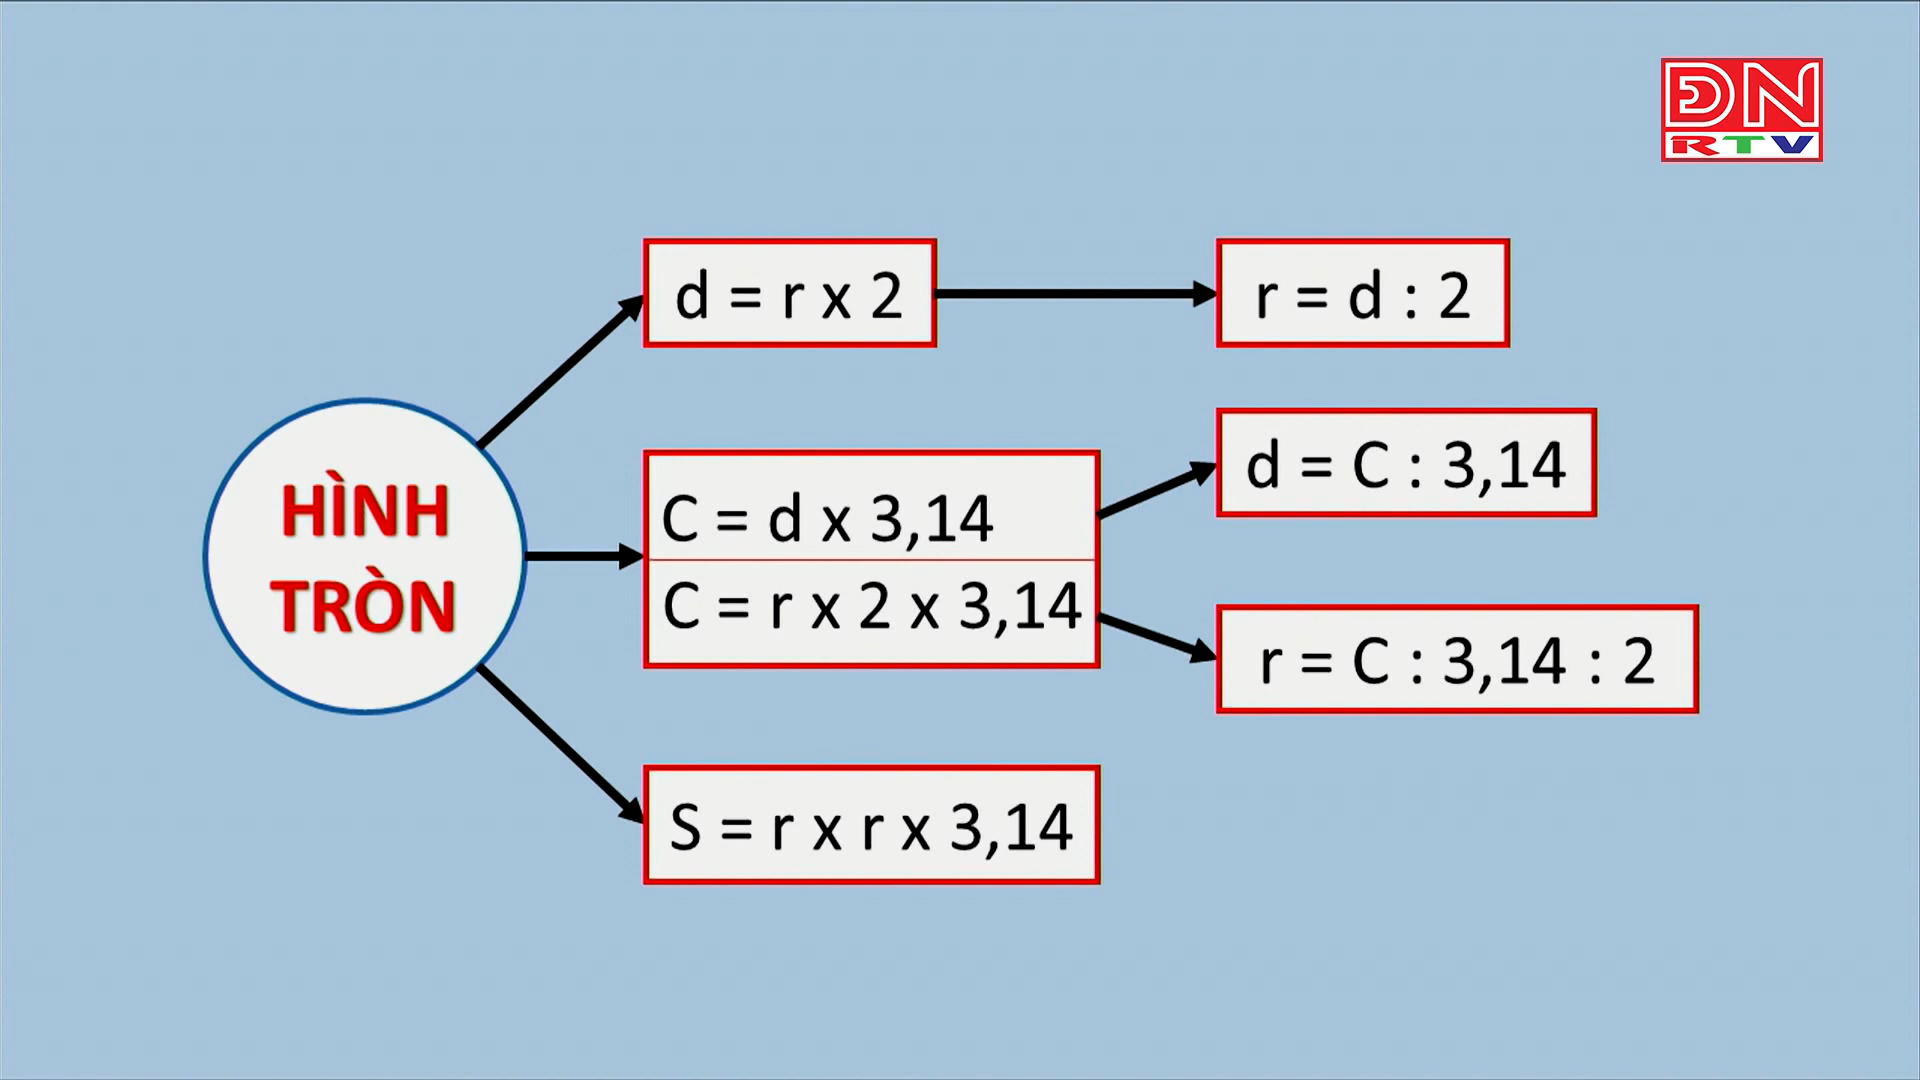 ĐN
RTV
d = r x 2
r = d : 2
HÌNH
TRÒN
C = d x 3,14
C = r x 2 x 3,14
d = C : 3,14
r = C : 3,14 : 2
S = r x r x 3,14